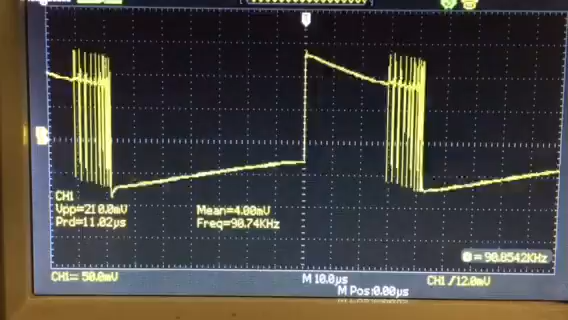 CH1
Vpp=210.0mV Mean=4.00mV
Prd=11.02µs Freq=90.74KHz
= 90.8542KHz
CH1= 50.0mV M 10.0µs CH1 /12.0mV
M Pos:0.00µs